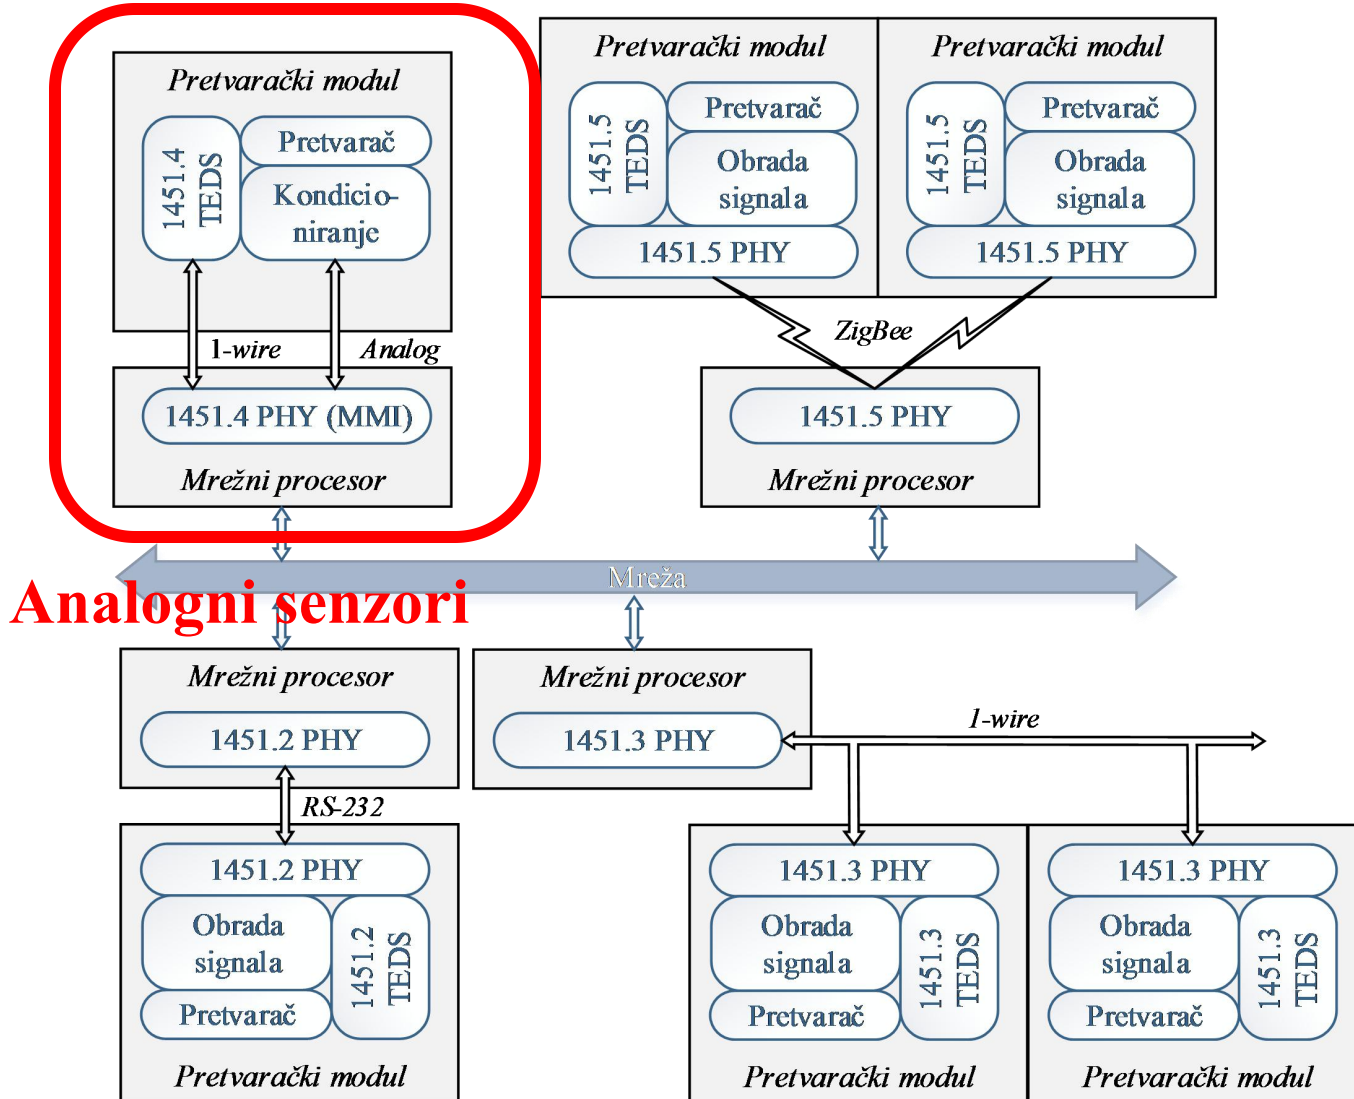 Pretvarački modul
1451.4
TEDS
Pretvarač
Kondicio-
niranje
1-wire
Analog
1451.4 PHY (MMI)
Mrežni procesor
Pretvarački modul
1451.5
TEDS
Pretvarač
Obrada
signala
1451.5 PHY
Pretvarački modul
1451.5
TEDS
Pretvarač
Obrada
signala
1451.5 PHY
ZigBee
1451.5 PHY
Mrežni procesor
Mreža
Analogni senzori
Mrežni procesor
1451.2 PHY
RS-232
1451.2 PHY
Obrada
signala
1451.2
TEDS
Pretvarač
Pretvarački modul
Mrežni procesor
1451.3 PHY
1-wire
1451.3 PHY
Obrada
signala
1451.3
TEDS
Pretvarač
Pretvarački modul
1451.3 PHY
Obrada
signala
1451.3
TEDS
Pretvarač
Pretvarački modul